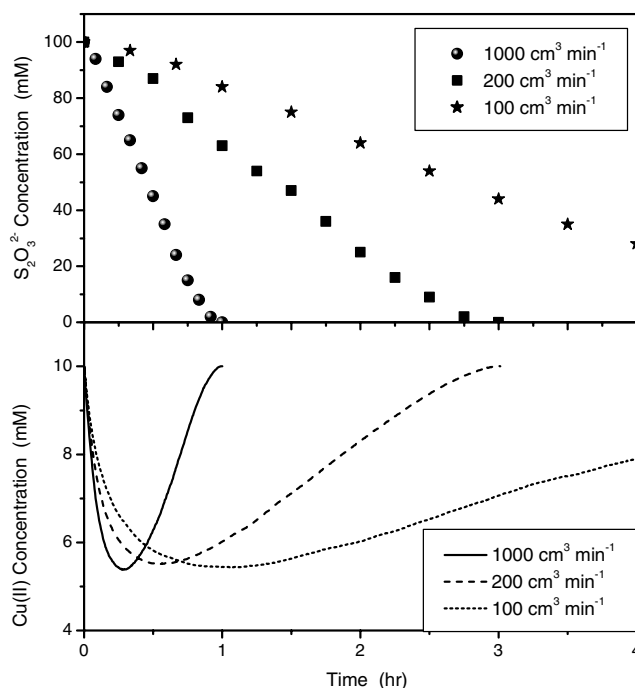 S₂O₃²⁻ Concentration (mM)
100
80
60
40
20
0
1000 cm³ min⁻¹
200 cm³ min⁻¹
100 cm³ min⁻¹
Cu(II) Concentration (mM)
10
8
6
4
1000 cm³ min⁻¹
200 cm³ min⁻¹
100 cm³ min⁻¹
0 1 2 3 4
Time (hr)